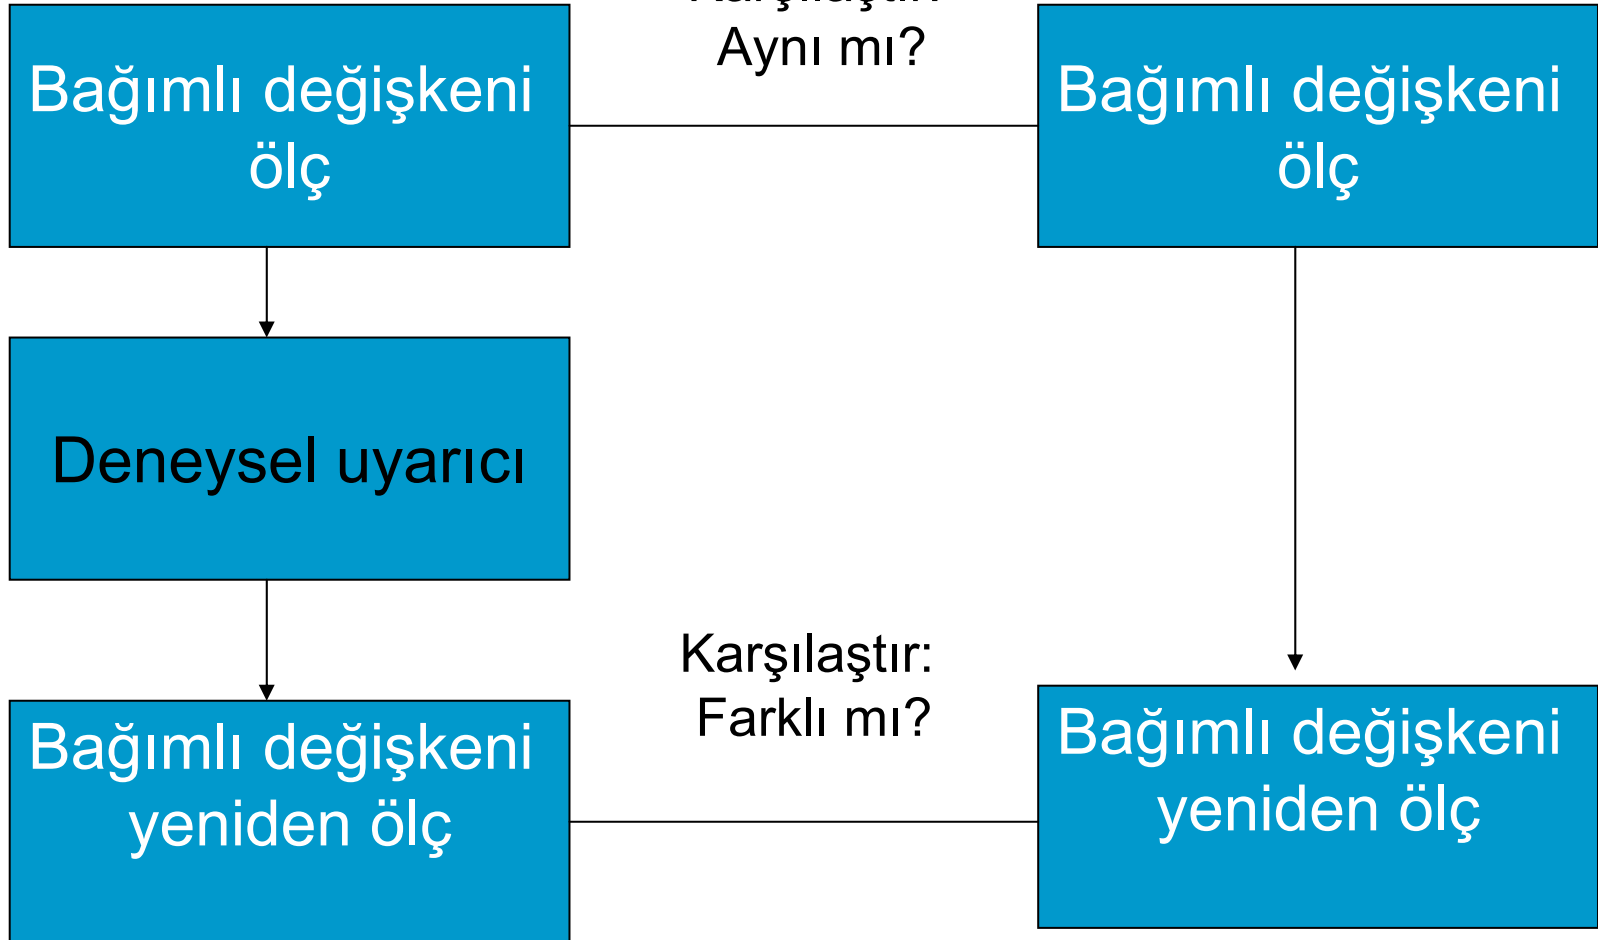 Aynı mı?
Bağımlı değişkeni
ölç
Bağımlı değişkeni
ölç
Deneysel uyarıcı
Karşılaştır:
Farklı mı?
Bağımlı değişkeni
yeniden ölç
Bağımlı değişkeni
yeniden ölç